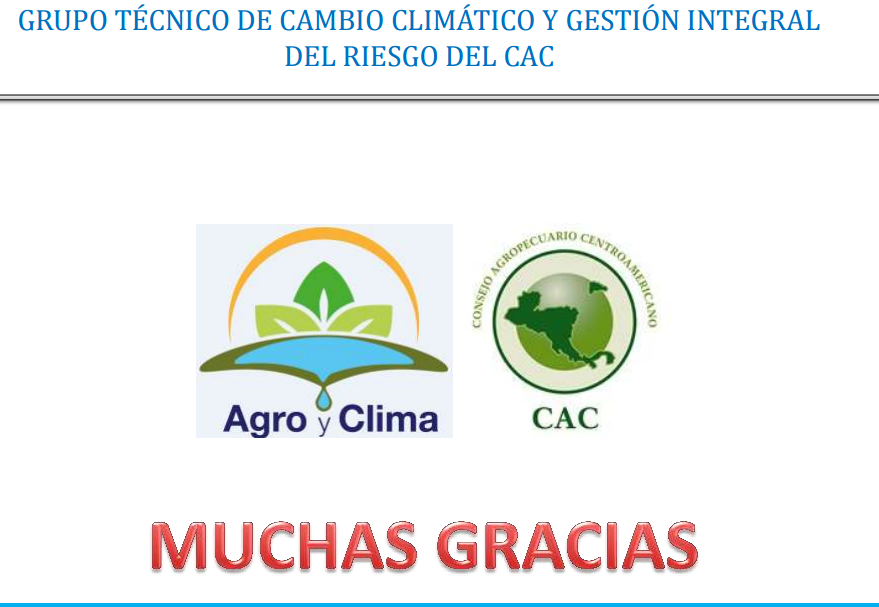 GRUPO TÉCNICO DE CAMBIO CLIMÁTICO Y GESTIÓN INTEGRAL
DEL RIESGO DEL CAC
Agro y Clima
CONSEJO AGROPECUARIO CENTROAMERICANO
CAC
MUCHAS GRACIAS